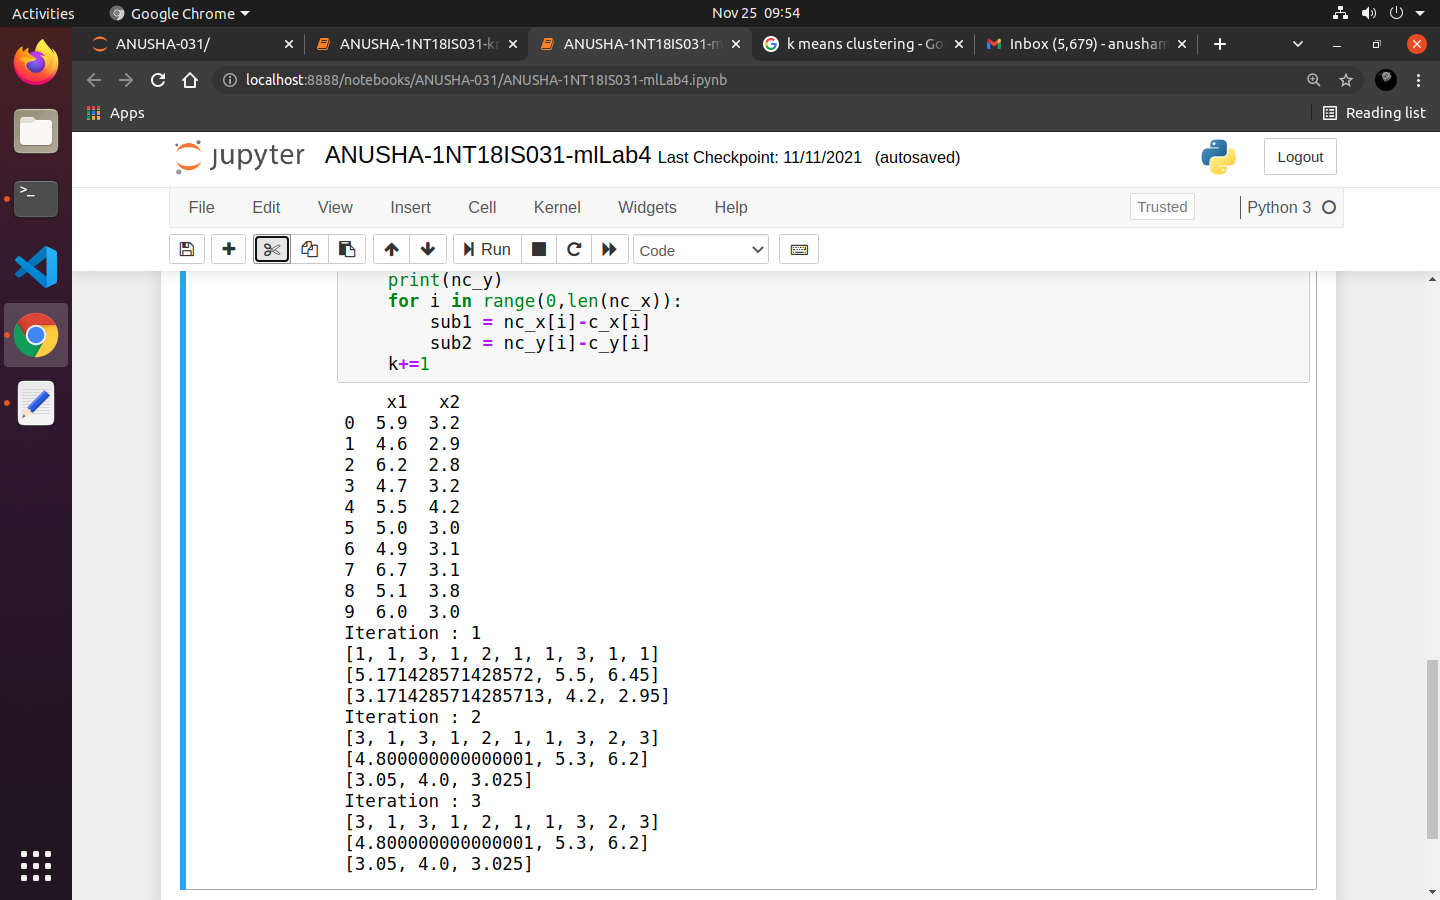 Activities
Google Chrome
Nov 25 09:54
ANUSHA-031/
ANUSHA-1NT18IS031-kn
ANUSHA-1NT18IS031-m
k means clustering - Go
Inbox (5,679) - anusham
localhost:8888/notebooks/ANUSHA-031/ANUSHA-1NT18IS031-mlLab4.ipynb
Apps
Reading list
jupyter
ANUSHA-1NT18IS031-mlLab4 Last Checkpoint: 11/11/2021 (autosaved)
Logout
File Edit View Insert Cell Kernel Widgets Help
Trusted
Python 3
Run
Code
print(nc_y)
for i in range(0,len(nc_x)):
sub1 = nc_x[i]-c_x[i]
sub2 = nc_y[i]-c_y[i]
k+=1
x1 x2
0 5.9 3.2
1 4.6 2.9
2 6.2 2.8
3 4.7 3.2
4 5.5 4.2
5 5.0 3.0
6 4.9 3.1
7 6.7 3.1
8 5.1 3.8
9 6.0 3.0
Iteration : 1
[1, 1, 3, 1, 2, 1, 1, 3, 1, 1]
[5.171428571428572, 5.5, 6.45]
[3.1714285714285713, 4.2, 2.95]
Iteration : 2
[3, 1, 3, 1, 2, 1, 1, 3, 2, 3]
[4.800000000000001, 5.3, 6.2]
[3.05, 4.0, 3.025]
Iteration : 3
[3, 1, 3, 1, 2, 1, 1, 3, 2, 3]
[4.800000000000001, 5.3, 6.2]
[3.05, 4.0, 3.025]